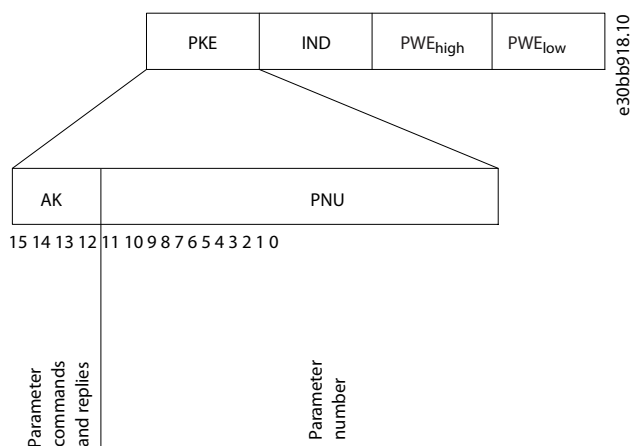 PKE IND PWEhigh PWElow
e30bb918.10
AK PNU
15 14 13 12 11 10 9 8 7 6 5 4 3 2 1 0
Parameter
commands
and replies
Parameter
number